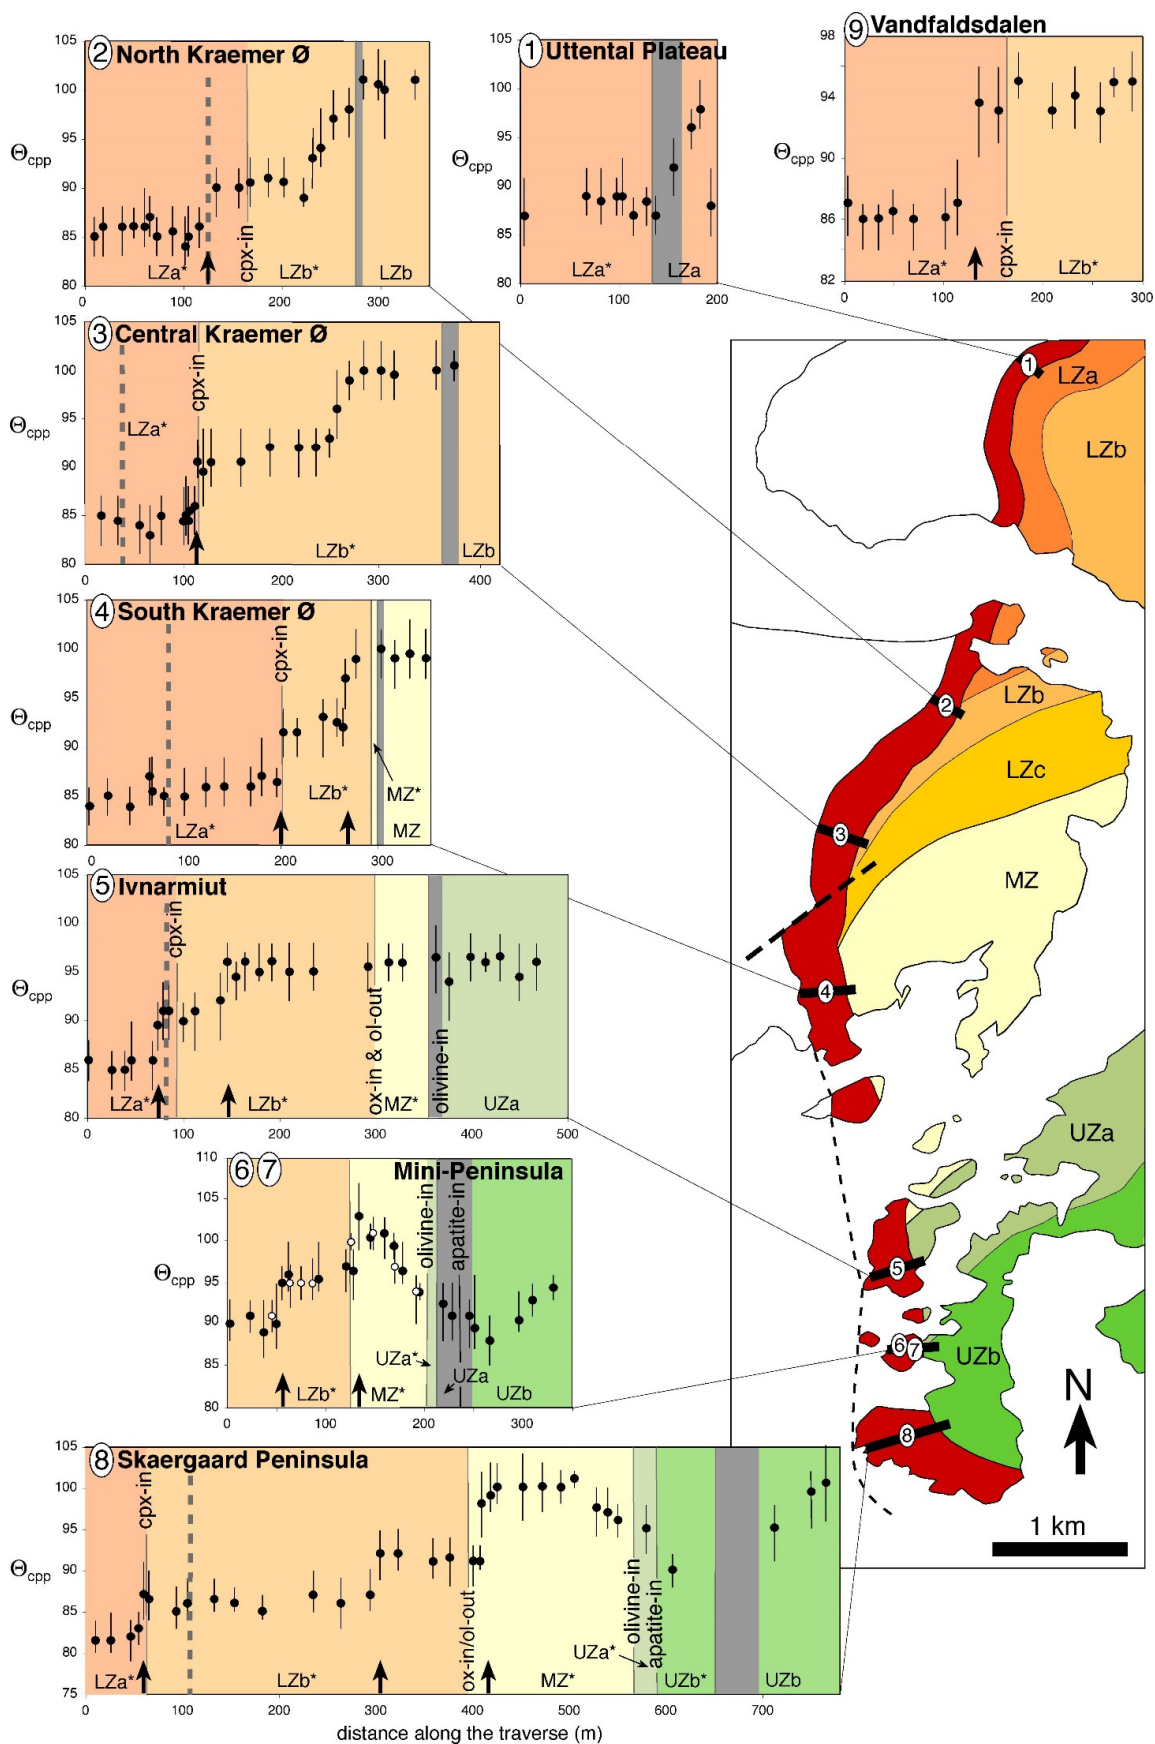 2 North Kraemer Ø
105
100
95
90
85
80
Θcpp
LZa*
cpx-in
LZb*
LZb
0 100 200 300
1 Uttental Plateau
105
100
95
90
85
80
Θcpp
LZa*
LZa
0 100 200
9 Vandfaldsdalen
98
94
90
86
82
Θcpp
LZa*
cpx-in
LZb*
0 100 200 300
3 Central Kraemer Ø
105
100
95
90
85
80
Θcpp
LZa*
cpx-in
LZb*
LZb
0 100 200 300 400
4 South Kraemer Ø
105
100
95
90
85
80
Θcpp
LZa*
cpx-in
LZb*
MZ*
MZ
0 100 200 300
5 Ivnarmiut
105
100
95
90
85
80
Θcpp
LZa*
cpx-in
LZb*
ox-in & ol-out
MZ*
olivine-in
UZa
0 100 200 300 400 500
6 7 Mini-Peninsula
110
105
100
95
90
85
80
Θcpp
LZb*
MZ*
olivine-in
apatite-in
UZa*
UZa
UZb
0 100 200 300
8 Skaergaard Peninsula
105
100
95
90
85
80
75
Θcpp
LZa*
cpx-in
LZb*
ox-in/ol-out
MZ*
UZa*
olivine-in
apatite-in
UZb*
UZb
0 100 200 300 400 500 600 700
distance along the traverse (m)
1
LZa
LZb
2
LZb
LZc
3
MZ
4
UZa
5
6
7
UZb
8
N
1 km